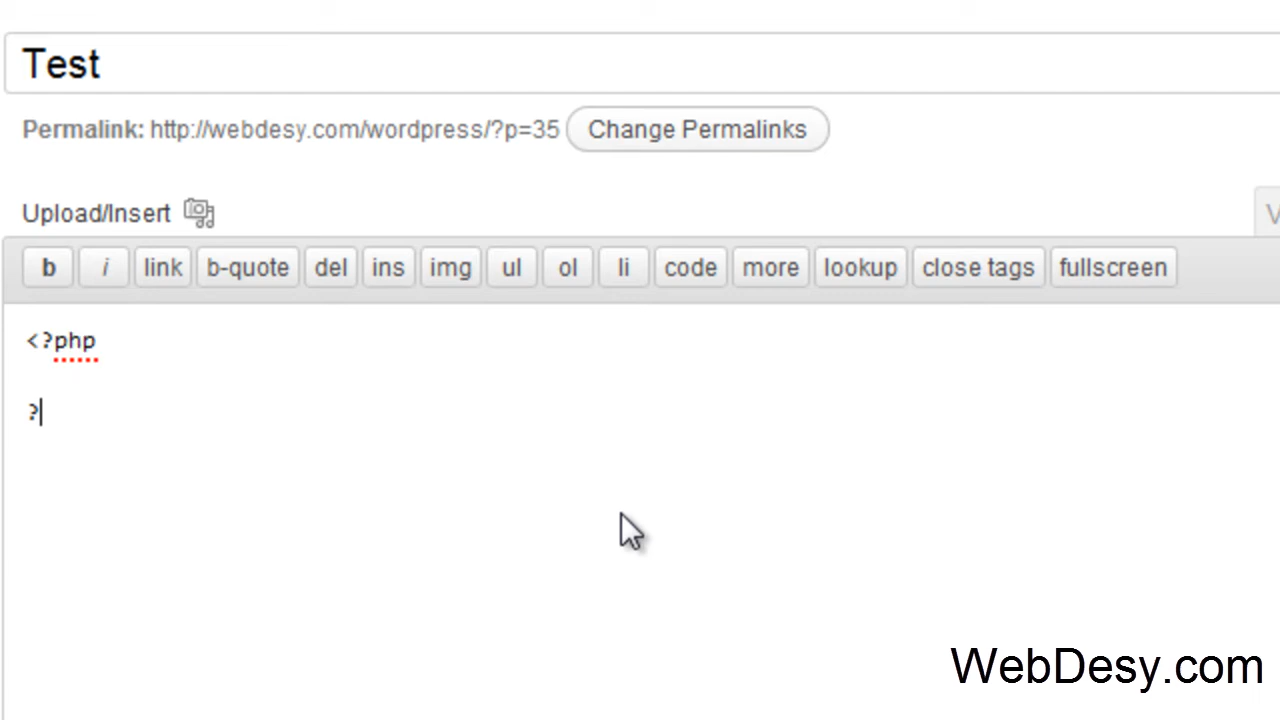 Test
Permalink: http://webdesy.com/wordpress/?p=35 Change Permalinks
Upload/Insert V
b i link b-quote del ins img ul ol li code more lookup close tags fullscreen
<?php
?
WebDesy.com